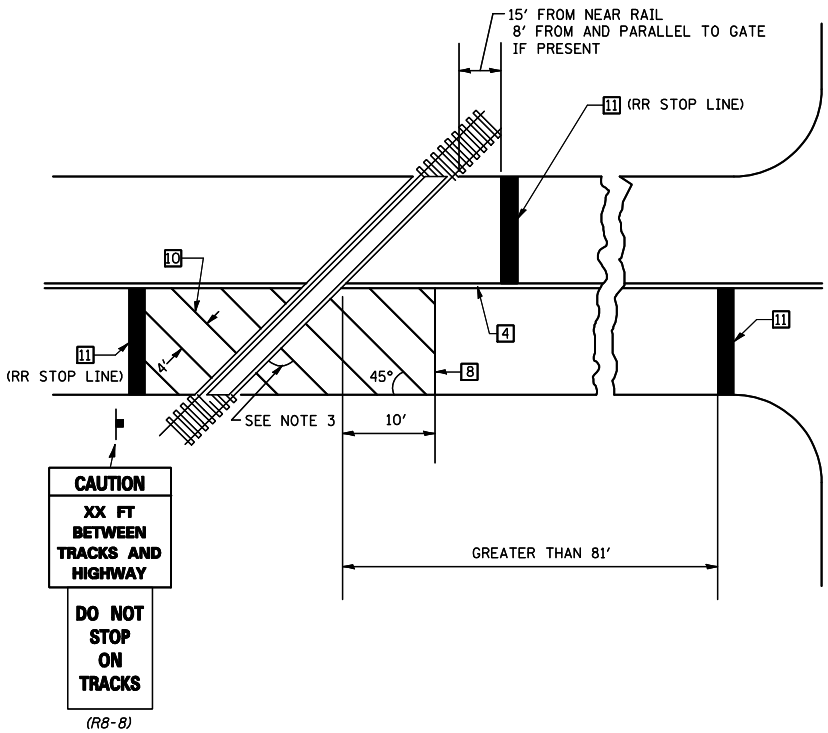 15' FROM NEAR RAIL
8' FROM AND PARALLEL TO GATE
IF PRESENT
11 (RR STOP LINE)
10
4
11
11
(RR STOP LINE)
4'
45°
8
SEE NOTE 3
10'
CAUTION
XX FT
BETWEEN
TRACKS AND
HIGHWAY
GREATER THAN 81'
DO NOT
STOP
ON
TRACKS
(R8-8)